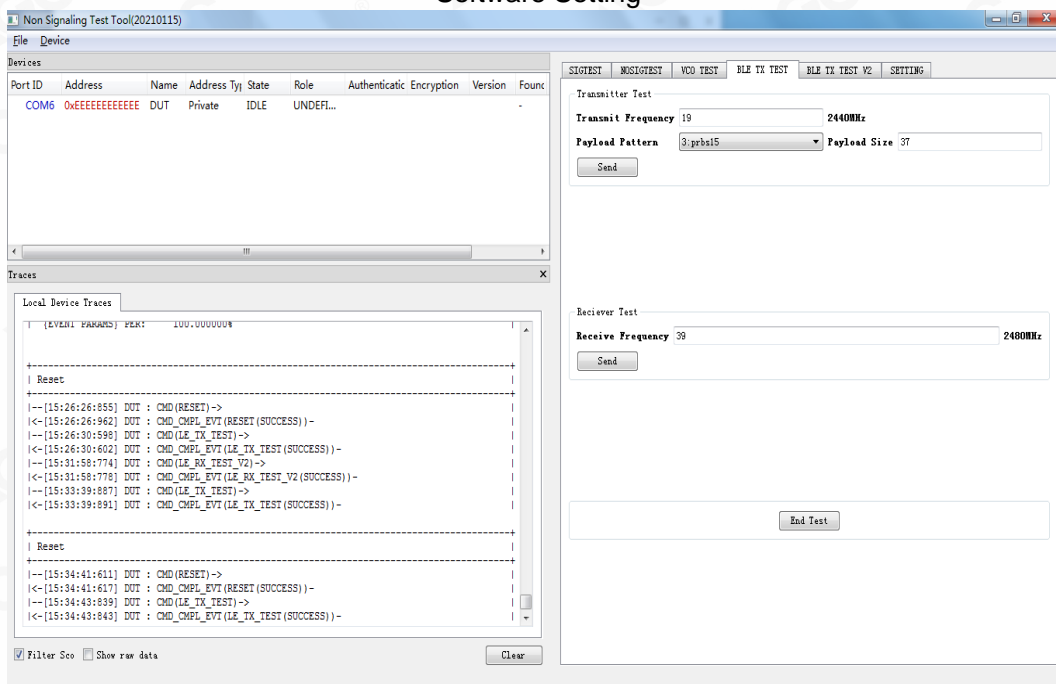 Software Setting
Non Signaling Test Tool(20210115)
File Device
Devices
Port ID Address Name Address Ty State Role Authenticatic Encryption Version Founc
COM6 0xEEEEEEEEEEEE DUT Private IDLE UNDEFI... -
Traces
Local Device Traces
| [EVENT PARAMS] PER: 100.000000% |
+--------------------------------------------------------------------------------+
| Reset |
+--------------------------------------------------------------------------------+
|--[15:26:26:855] DUT : CMD(RESET)-> |
|<-[15:26:26:962] DUT : CMD_CMPL_EVT(RESET(SUCCESS))- |
|--[15:26:30:598] DUT : CMD(LE_TX_TEST)-> |
|<-[15:26:30:602] DUT : CMD_CMPL_EVT(LE_TX_TEST(SUCCESS))- |
|--[15:31:58:774] DUT : CMD(LE_RX_TEST_V2)-> |
|<-[15:31:58:778] DUT : CMD_CMPL_EVT(LE_RX_TEST_V2(SUCCESS))- |
|--[15:33:39:887] DUT : CMD(LE_TX_TEST)-> |
|<-[15:33:39:891] DUT : CMD_CMPL_EVT(LE_TX_TEST(SUCCESS))- |
+--------------------------------------------------------------------------------+
| Reset |
+--------------------------------------------------------------------------------+
|--[15:34:41:611] DUT : CMD(RESET)-> |
|<-[15:34:41:617] DUT : CMD_CMPL_EVT(RESET(SUCCESS))- |
|--[15:34:43:839] DUT : CMD(LE_TX_TEST)-> |
|<-[15:34:43:843] DUT : CMD_CMPL_EVT(LE_TX_TEST(SUCCESS))- |
Filter Sco Show raw data Clear
SIGTEST NOSIGTEST VCO TEST BLE TX TEST BLE TX TEST V2 SETTING
Transmitter Test
Transmit Frequency 19 2440MHz
Payload Pattern 3:prbs15 Payload Size 37
Send
Reciever Test
Receive Frequency 39 2480MHz
Send
End Test